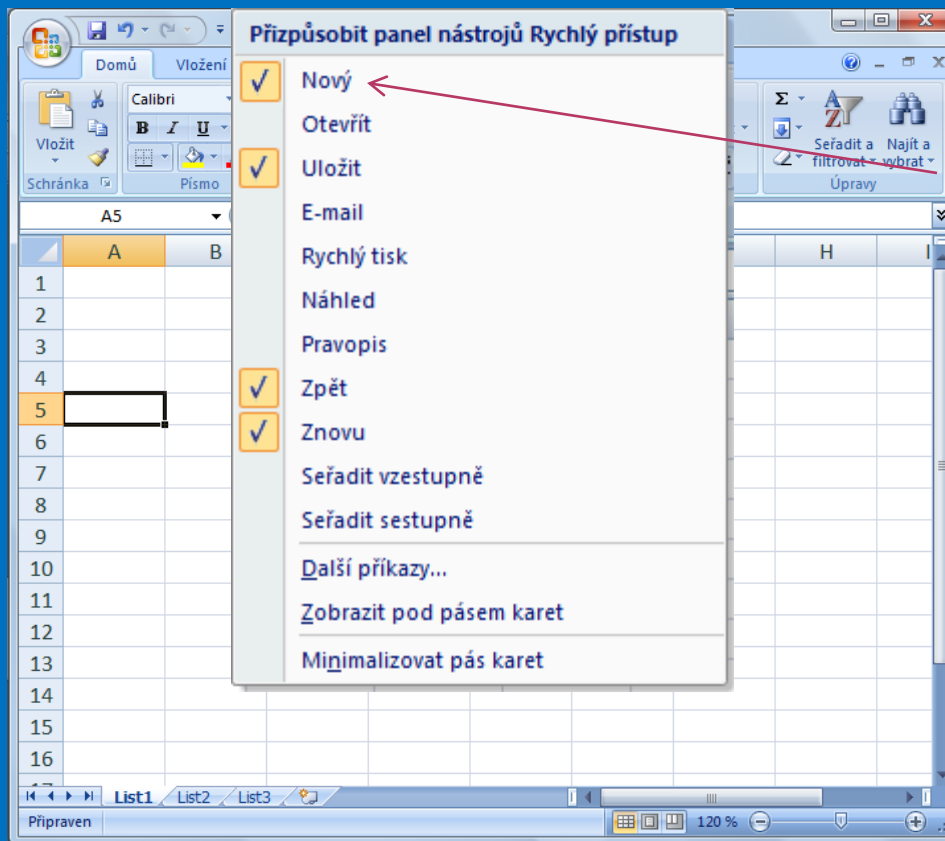 Přizpůsobit panel nástrojů Rychlý přístup
Domů Vložení
Nový
Otevřít
Uložit
E-mail
Rychlý tisk
Náhled
Pravopis
Zpět
Znovu
Seřadit vzestupně
Seřadit sestupně
Další příkazy...
Zobrazit pod pásem karet
Minimalizovat pás karet
Vložit
Schránka
Calibri
B I U
Písmo
Σ
Seřadit a
filtrovat
Najít a
vybrat
Úpravy
A5
A B H I
1
2
3
4
5
6
7
8
9
10
11
12
13
14
15
16
List1 List2 List3
Připraven 120 %